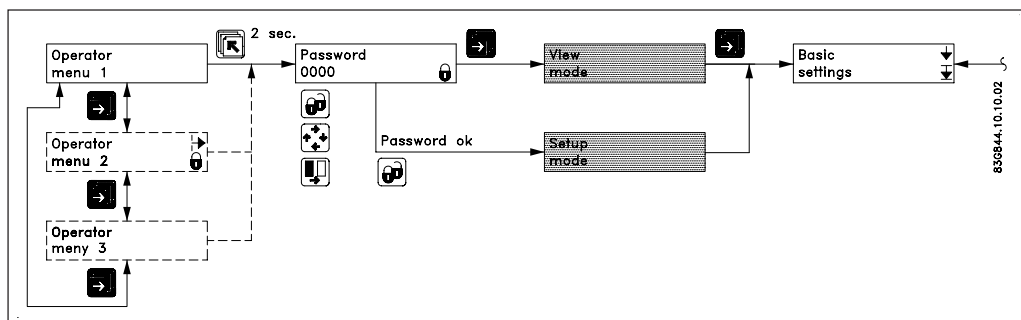 2 sec.
Operator
menu 1
Password
0000
View
mode
Basic
settings
Operator
menu 2
Password ok
Setup
mode
Operator
meny 3
83G844.10.10.02